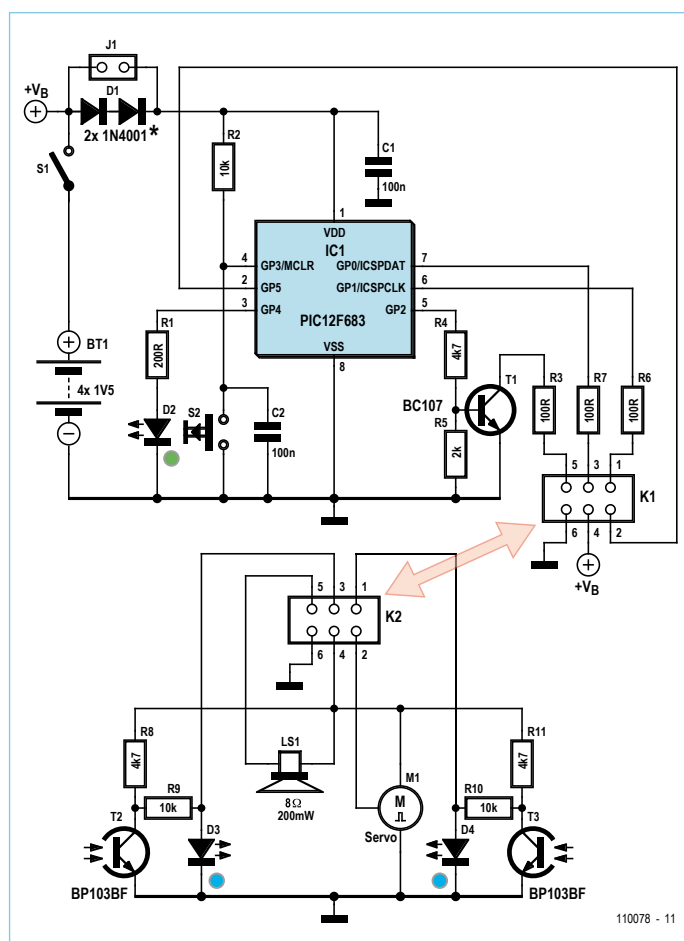 J1
+VB
D1
2x 1N4001*
S1
R2
10k
C1
100n
1
VDD
IC1
4
GP3/MCLR
GP0/ICSPDAT
7
2
GP5
GP1/ICSPCLK
6
3
GP4
GP2
5
PIC12F683
VSS
8
R1
200R
BT1
4x 1V5
D2
S2
C2
100n
R4
4k7
T1
BC107
R5
2k
R3
100R
R7
100R
R6
100R
5 3 1
K1
6 4 2
+VB
5 3 1
K2
6 4 2
R8
4k7
LS1
8Ω
200mW
R11
4k7
R9
10k
M1
M
Servo
R10
10k
T2
D3
D4
T3
BP103BF
BP103BF
110078 - 11